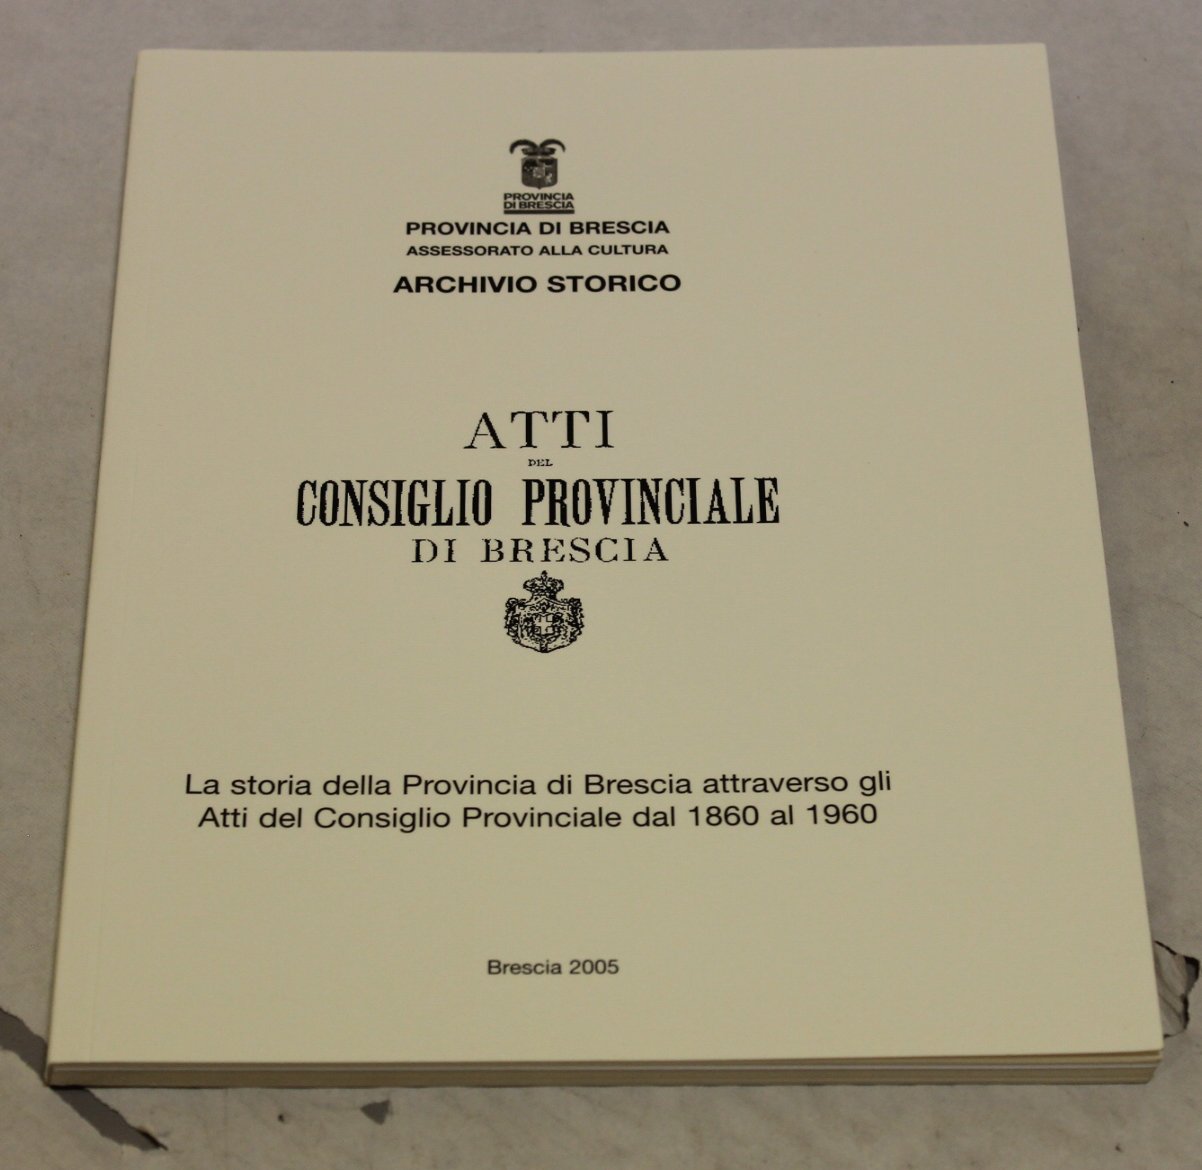 PROVINCIA
DI BRESCIA
PROVINCIA DI BRESCIA
ASSESSORATO ALLA CULTURA
ARCHIVIO STORICO
ATTI
DEL
CONSIGLIO PROVINCIALE
DI BRESCIA
La storia della Provincia di Brescia attraverso gli
Atti del Consiglio Provinciale dal 1860 al 1960
Brescia 2005